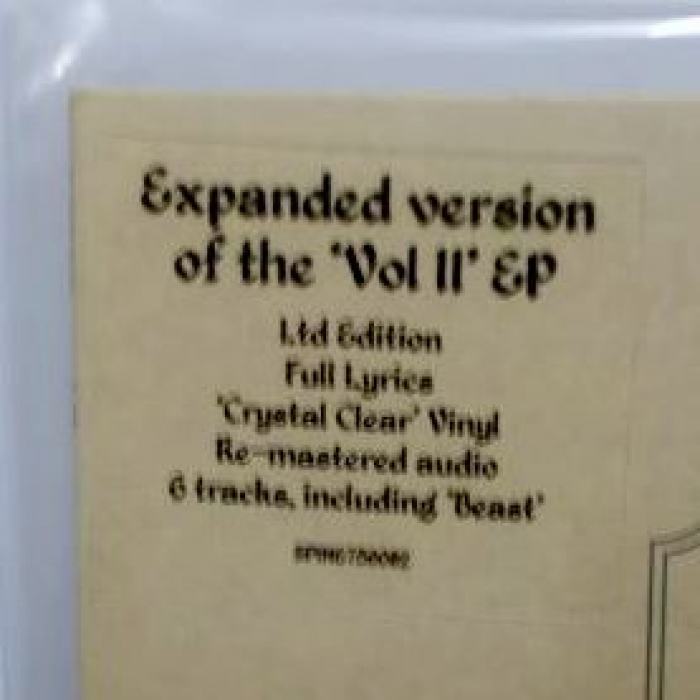 Expanded version
of the 'Vol II' EP
Ltd Edition
Full Lyrics
'Crystal Clear' Vinyl
Re-mastered audio
6 tracks, including 'Beast'